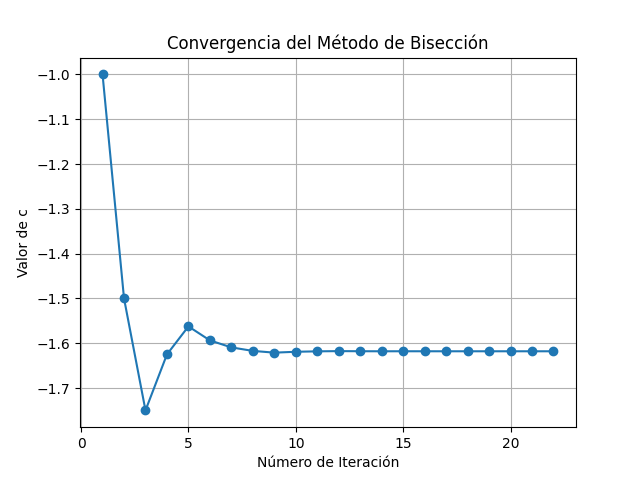 Convergencia del Método de Bisección
−1.0
−1.1
−1.2
−1.3
−1.4
−1.5
−1.6
−1.7
Valor de c
0 5 10 15 20
Número de Iteración